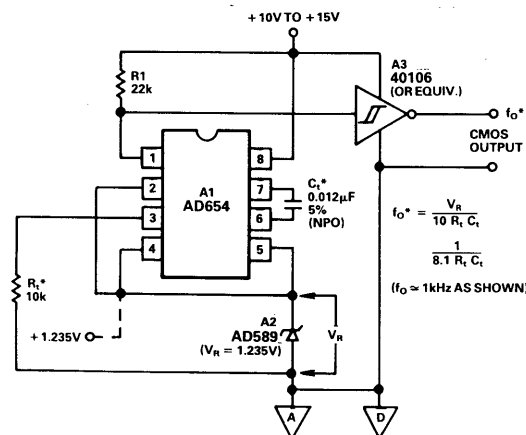 +10V TO +15V
R1
22k
A3
40106
(OR EQUIV.)
fO*
CMOS
OUTPUT
1
2
3
4
A1
AD654
8
7
6
5
Ct*
0.012µF
5%
(NPO)
fO* = VR
10 Rt Ct
1
8.1 Rt Ct
(fO ≃ 1kHz AS SHOWN)
Rt*
10k
+1.235V
A2
AD589
(VR = 1.235V)
VR
A
D